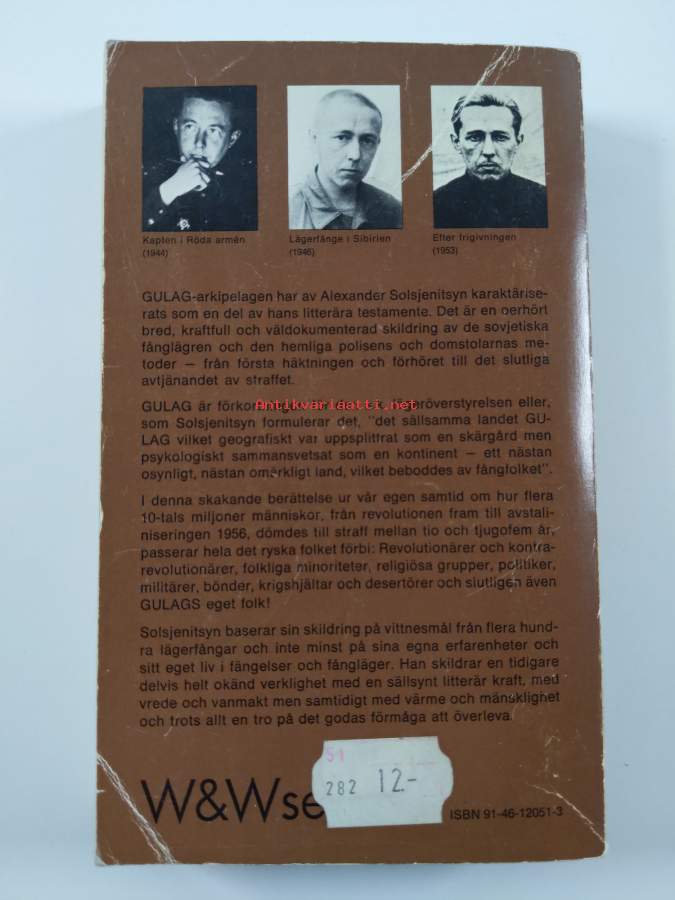 Kapten i Röda armén
(1944)
Lägerfånge i Sibirien
(1946)
Efter frigivningen
(1953)
GULAG-arkipelagen har av Alexander Solsjenitsyn karaktärise-
rats som en del av hans litterära testamente. Det är en oerhört
bred, kraftfull och väldokumenterad skildring av de sovjetiska
fånglägren och den hemliga polisens och domstolarnas me-
toder – från första häktningen och förhöret till det slutliga
avtjänandet av straffet.
Antikvariaatti.net
GULAG är lägeröverstyrelsen eller,
som Solsjenitsyn formulerar det, "det sällsamma landet GU-
LAG vilket geografiskt var uppsplittrat som en skärgård men
psykologiskt sammansvetsat som en kontinent – ett nästan
osynligt, nästan omärkligt land, vilket beboddes av fångfolket".
I denna skakande berättelse ur vår egen samtid om hur flera
10-tals miljoner människor, från revolutionen fram till avstali-
niseringen 1956, dömdes till straff mellan tio och tjugofem år,
passerar hela det ryska folket förbi: Revolutionärer och kontra-
revolutionärer, folkliga minoriteter, religiösa grupper, politiker,
militärer, bönder, krigshjältar och desertörer och slutligen även
GULAGS eget folk!
Solsjenitsyn baserar sin skildring på vittnesmål från flera hund-
ra lägerfångar och inte minst på sina egna erfarenheter och
sitt eget liv i fängelser och fångläger. Han skildrar en tidigare
delvis helt okänd verklighet med en sällsynt litterär kraft, med
vrede och vanmakt men samtidigt med värme och mänsklighet
och trots allt en tro på det godas förmåga att överleva.
51
282 12.-
W&Wse
ISBN 91-46-12051-3